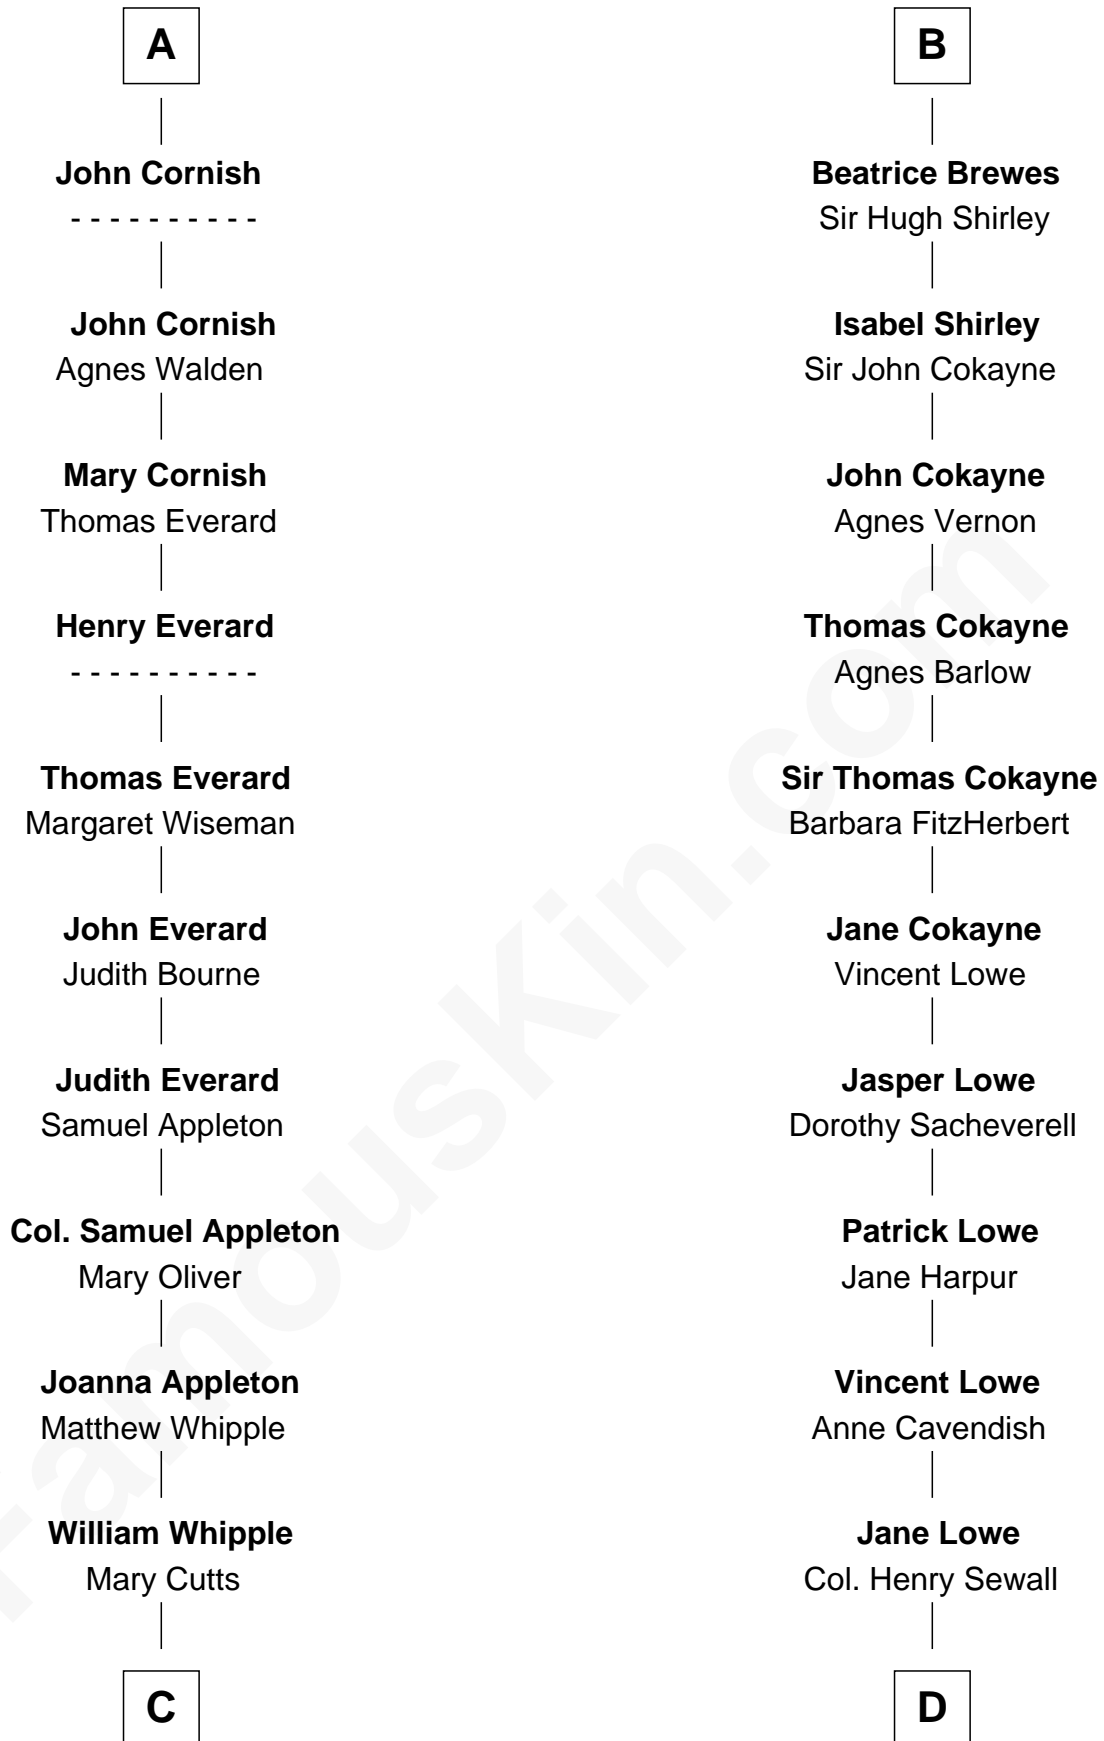 A
John Cornish
- - - - - - - - - -
John Cornish
Agnes Walden
Mary Cornish
Thomas Everard
Henry Everard
- - - - - - - - - -
Thomas Everard
Margaret Wiseman
John Everard
Judith Bourne
Judith Everard
Samuel Appleton
Col. Samuel Appleton
Mary Oliver
Joanna Appleton
Matthew Whipple
William Whipple
Mary Cutts
C
B
Beatrice Brewes
Sir Hugh Shirley
Isabel Shirley
Sir John Cokayne
John Cokayne
Agnes Vernon
Thomas Cokayne
Agnes Barlow
Sir Thomas Cokayne
Barbara FitzHerbert
Jane Cokayne
Vincent Lowe
Jasper Lowe
Dorothy Sacheverell
Patrick Lowe
Jane Harpur
Vincent Lowe
Anne Cavendish
Jane Lowe
Col. Henry Sewall
D
FamousKin.com